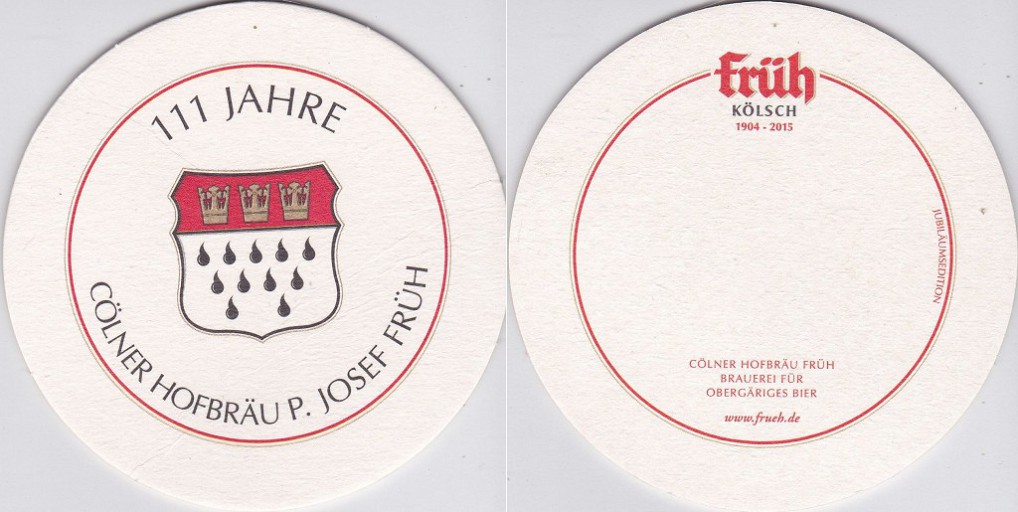 111 JAHRE
CÖLNER HOFBRÄU P. JOSEF FRÜH
früh
KÖLSCH
1904 - 2015
JUBILÄUMSEDITION
CÖLNER HOFBRÄU FRÜH
BRAUEREI FÜR
OBERGÄRIGES BIER
www.frueh.de